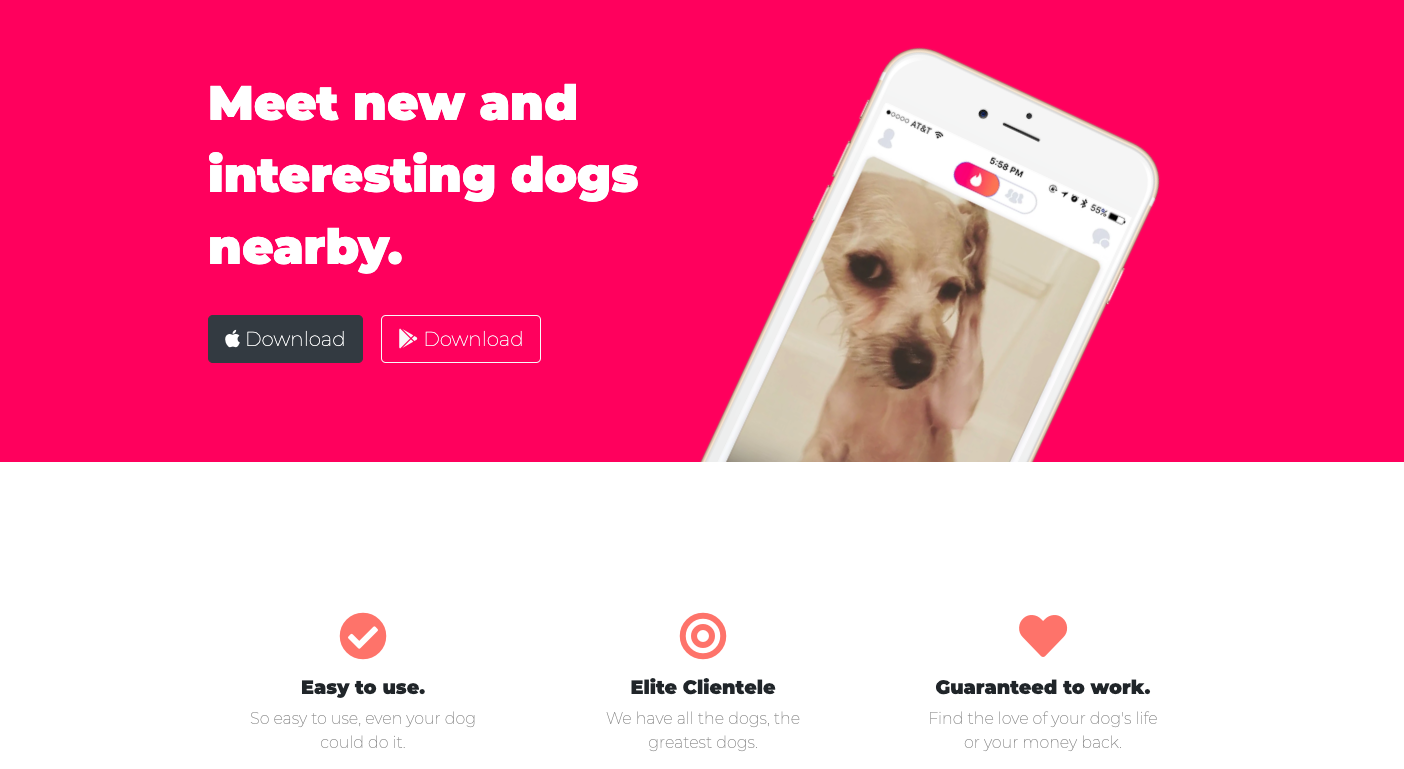 Meet new and
interesting dogs
nearby.
Download
Download
AT&T
5:58 PM
55%
Easy to use.
So easy to use, even your dog
could do it.
Elite Clientele
We have all the dogs, the
greatest dogs.
Guaranteed to work.
Find the love of your dog's life
or your money back.